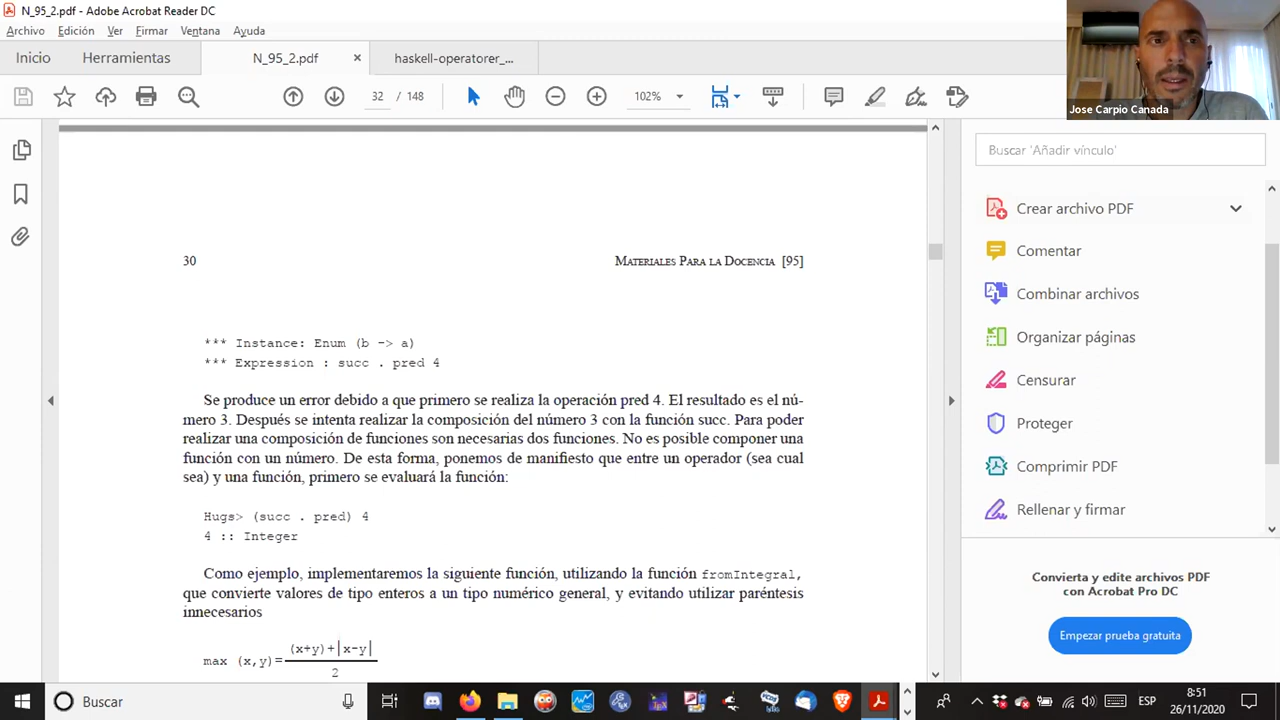 N_95_2.pdf - Adobe Acrobat Reader DC
Archivo Edición Ver Firmar Ventana Ayuda
Inicio Herramientas N_95_2.pdf × haskell-operatorer_...
32 / 148 102%
Jose Carpio Canada
30 MATERIALES PARA LA DOCENCIA [95]
*** Instance: Enum (b -> a)
*** Expression : succ . pred 4
Se produce un error debido a que primero se realiza la operación pred 4. El resultado es el nú-
mero 3. Después se intenta realizar la composición del número 3 con la función succ. Para poder
realizar una composición de funciones son necesarias dos funciones. No es posible componer una
función con un número. De esta forma, ponemos de manifiesto que entre un operador (sea cual
sea) y una función, primero se evaluará la función:
Hugs> (succ . pred) 4
4 :: Integer
Como ejemplo, implementaremos la siguiente función, utilizando la función fromIntegral,
que convierte valores de tipo enteros a un tipo numérico general, y evitando utilizar paréntesis
innecesarios
max (x,y)=(x+y)+|x-y|
2
Buscar 'Añadir vínculo'
Crear archivo PDF
Comentar
Combinar archivos
Organizar páginas
Censurar
Proteger
Comprimir PDF
Rellenar y firmar
Convierta y edite archivos PDF
con Acrobat Pro DC
Empezar prueba gratuita
Buscar
ESP
8:51
26/11/2020